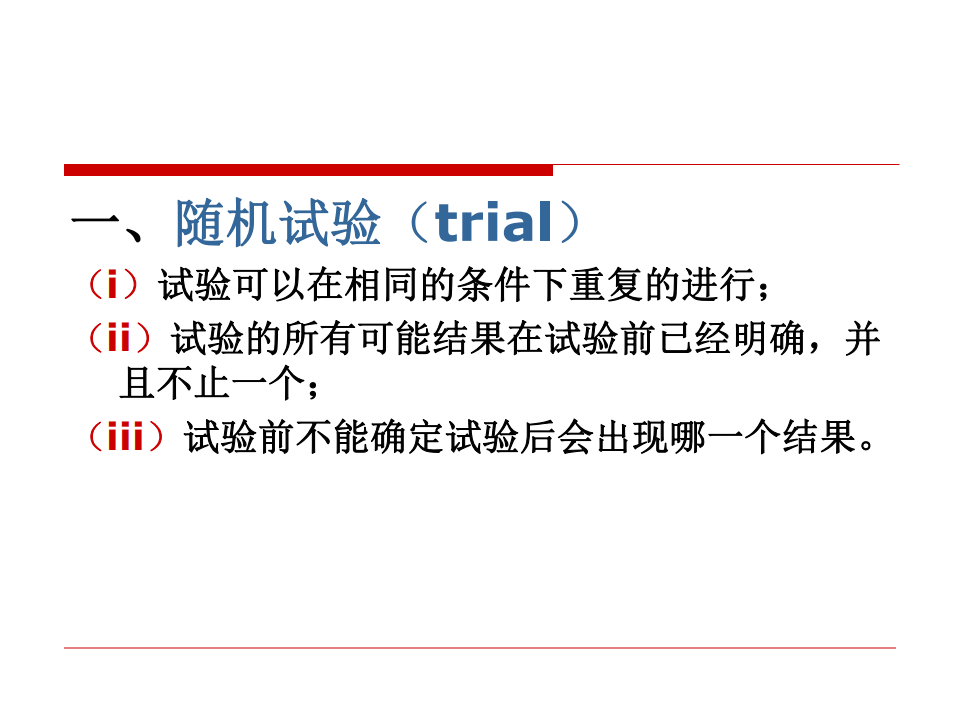 一、随机试验（trial）
（i）试验可以在相同的条件下重复的进行；
（ii）试验的所有可能结果在试验前已经明确，并
且不止一个；
（iii）试验前不能确定试验后会出现哪一个结果。